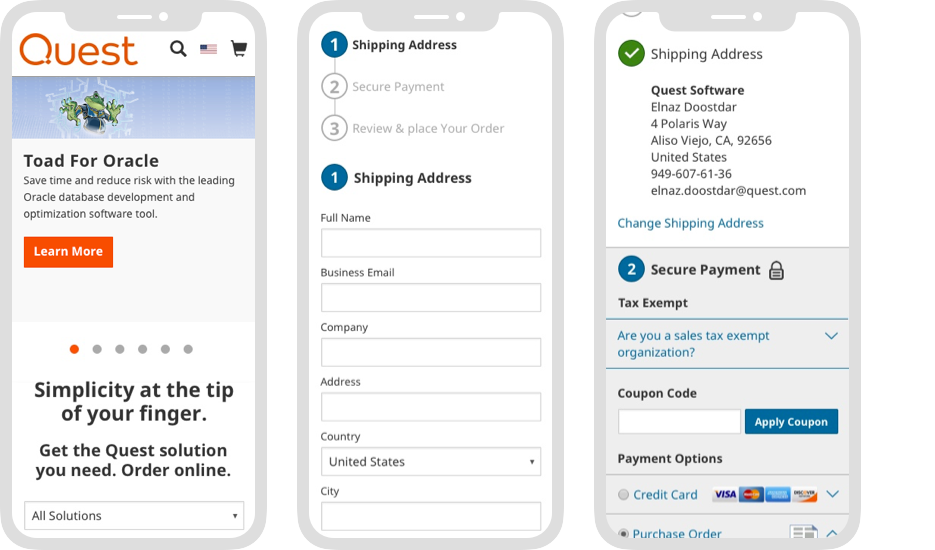 Quest
Toad For Oracle
Save time and reduce risk with the leading
Oracle database development and
optimization software tool.
Learn More
Simplicity at the tip
of your finger.
Get the Quest solution
you need. Order online.
All Solutions
1 Shipping Address
2 Secure Payment
3 Review & place Your Order
1 Shipping Address
Full Name
Business Email
Company
Address
Country
United States
City
Shipping Address
Quest Software
Elnaz Doostdar
4 Polaris Way
Aliso Viejo, CA, 92656
United States
949-607-61-36
elnaz.doostdar@quest.com
Change Shipping Address
2 Secure Payment
Tax Exempt
Are you a sales tax exempt
organization?
Coupon Code
Apply Coupon
Payment Options
Credit Card VISA MasterCard AMERICAN EXPRESS DISCOVER
Purchase Order